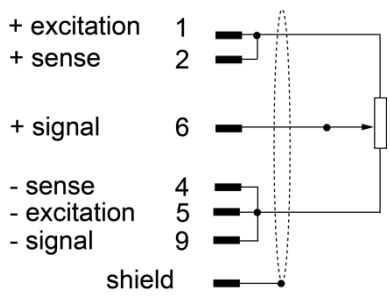 + excitation 1
+ sense 2
+ signal 6
- sense 4
- excitation 5
- signal 9
shield